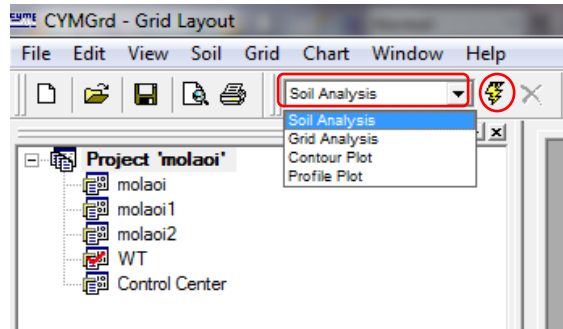 CYME CYMGrd - Grid Layout
File Edit View Soil Grid Chart Window Help
Soil Analysis
Soil Analysis
Grid Analysis
Contour Plot
Profile Plot
Project 'molaoi'
molaoi
molaoi1
molaoi2
WT
Control Center